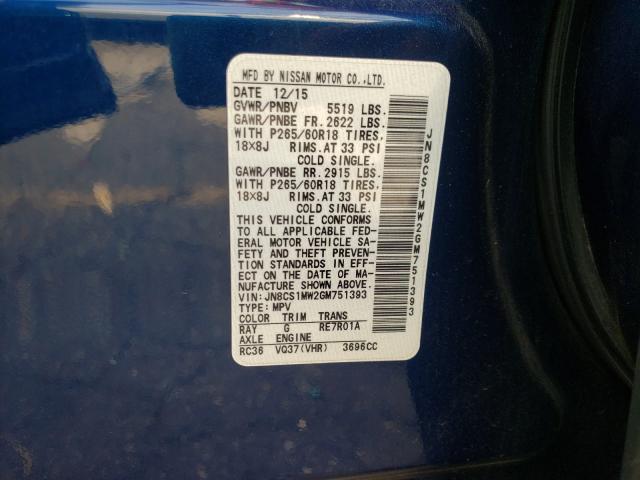 MFD BY NISSAN MOTOR CO.,LTD.
DATE 12/15
GVWR/PNBV 5519 LBS.
GAWR/PNBE FR. 2622 LBS.
WITH P265/60R18 TIRES,
18X8J RIMS.AT 33 PSI
COLD SINGLE.
GAWR/PNBE RR. 2915 LBS.
WITH P265/60R18 TIRES,
18X8J RIMS.AT 33 PSI
COLD SINGLE.
THIS VEHICLE CONFORMS
TO ALL APPLICABLE FED-
ERAL MOTOR VEHICLE SA-
FETY AND THEFT PREVEN-
TION STANDARDS IN EFF-
ECT ON THE DATE OF MA-
NUFACTURE SHOWN ABOVE.
VIN:JN8CS1MW2GM751393
TYPE:MPV
COLOR TRIM TRANS
RAY G RE7R01A
AXLE ENGINE
RC36 VQ37(VHR) 3696CC
JN8CS1MW2GM751393